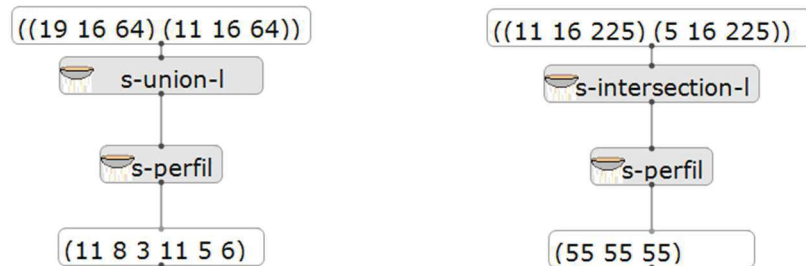 ((19 16 64) (11 16 64))
s-union-l
s-perfil
(11 8 3 11 5 6)
((11 16 225) (5 16 225))
s-intersection-l
s-perfil
(55 55 55)